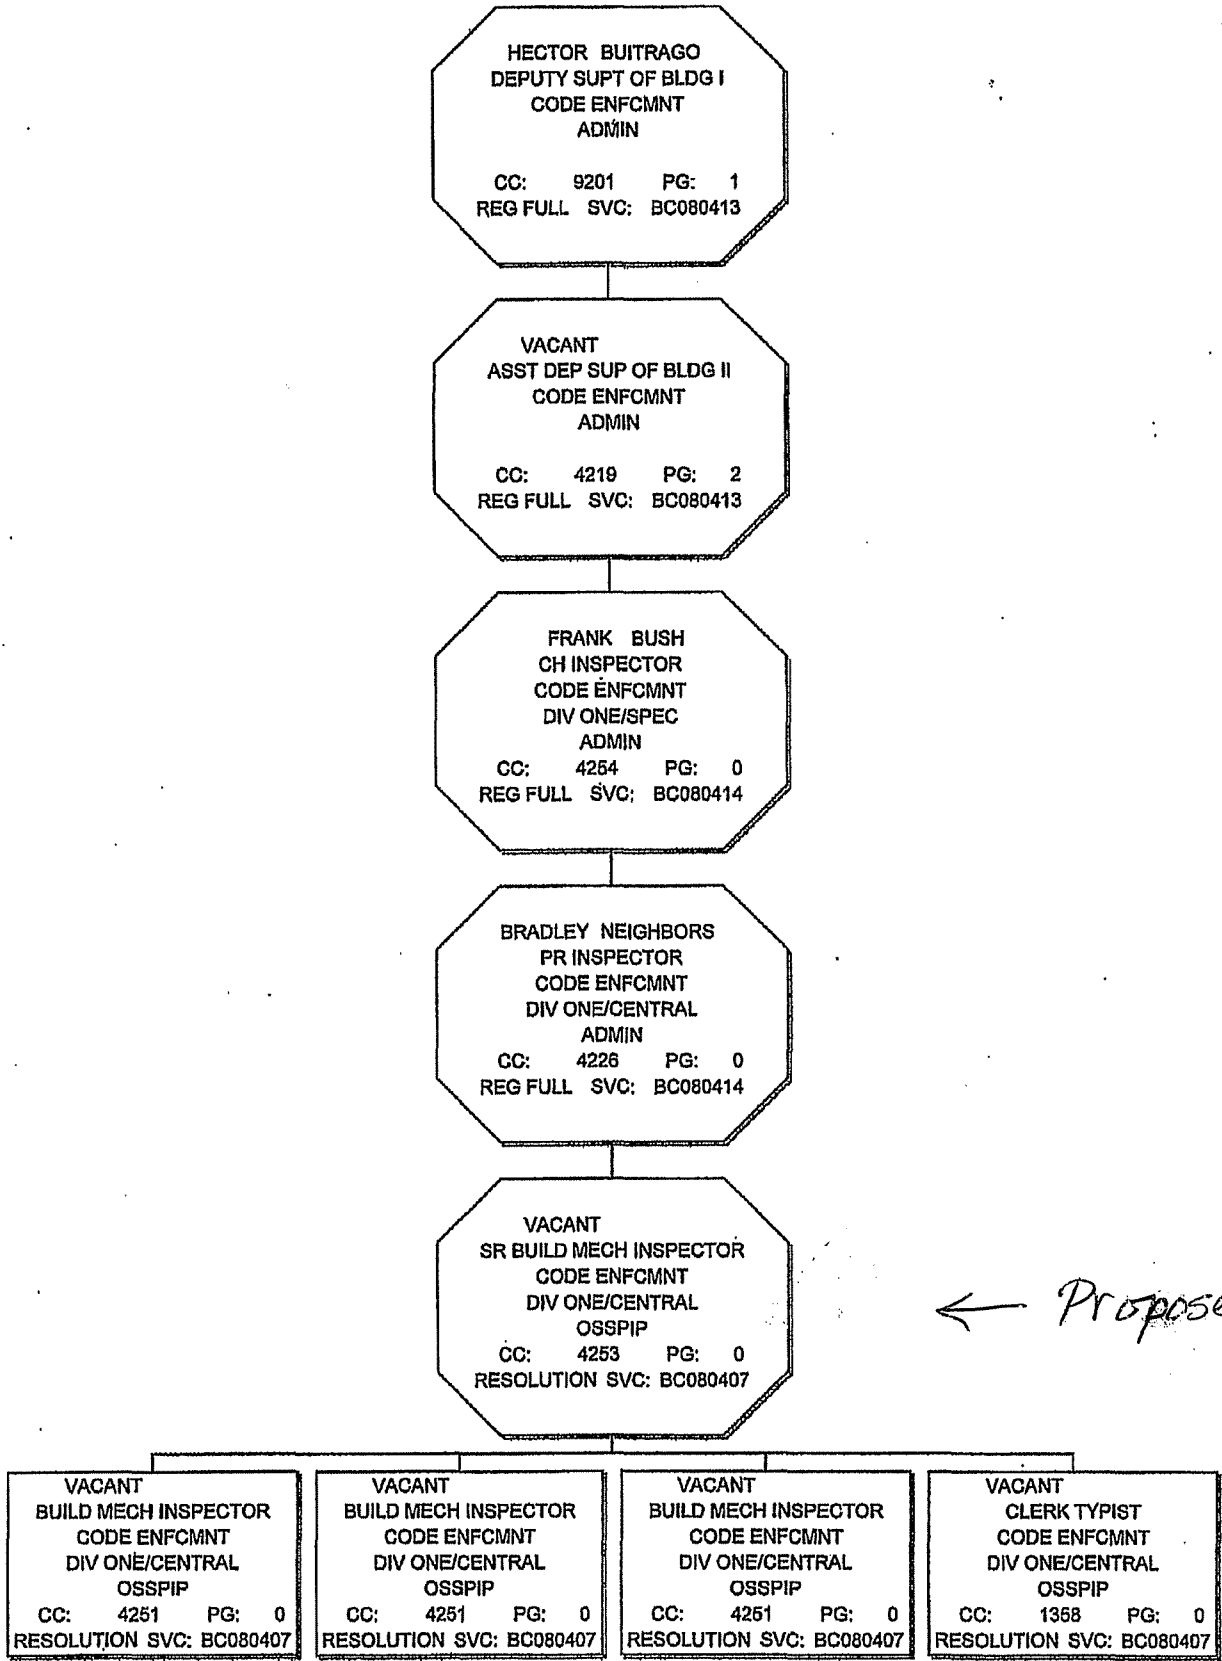 HECTOR BUITRAGO
DEPUTY SUPT OF BLDG I
CODE ENFCMNT
ADMIN
CC: 9201 PG: 1
REG FULL SVC: BC080413
VACANT
ASST DEP SUP OF BLDG II
CODE ENFCMNT
ADMIN
CC: 4219 PG: 2
REG FULL SVC: BC080413
FRANK BUSH
CH INSPECTOR
CODE ENFCMNT
DIV ONE/SPEC
ADMIN
CC: 4254 PG: 0
REG FULL SVC: BC080414
BRADLEY NEIGHBORS
PR INSPECTOR
CODE ENFCMNT
DIV ONE/CENTRAL
ADMIN
CC: 4226 PG: 0
REG FULL SVC: BC080414
VACANT
SR BUILD MECH INSPECTOR
CODE ENFCMNT
DIV ONE/CENTRAL
OSSPIP
CC: 4253 PG: 0
RESOLUTION SVC: BC080407
← Propose
VACANT
BUILD MECH INSPECTOR
CODE ENFCMNT
DIV ONE/CENTRAL
OSSPIP
CC: 4251 PG: 0
RESOLUTION SVC: BC080407
VACANT
BUILD MECH INSPECTOR
CODE ENFCMNT
DIV ONE/CENTRAL
OSSPIP
CC: 4251 PG: 0
RESOLUTION SVC: BC080407
VACANT
BUILD MECH INSPECTOR
CODE ENFCMNT
DIV ONE/CENTRAL
OSSPIP
CC: 4251 PG: 0
RESOLUTION SVC: BC080407
VACANT
CLERK TYPIST
CODE ENFCMNT
DIV ONE/CENTRAL
OSSPIP
CC: 1358 PG: 0
RESOLUTION SVC: BC080407